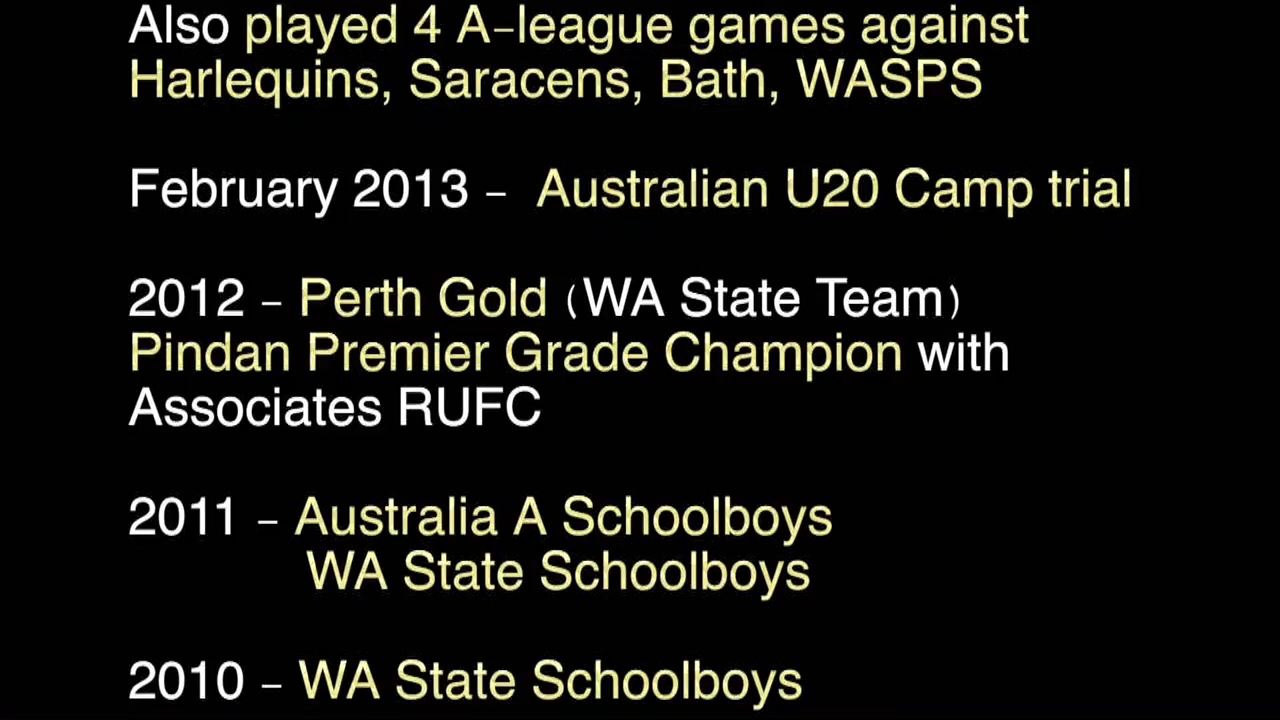 Also played 4 A-league games against
Harlequins, Saracens, Bath, WASPS
February 2013 - Australian U20 Camp trial
2012 - Perth Gold (WA State Team)
Pindan Premier Grade Champion with
Associates RUFC
2011 - Australia A Schoolboys
WA State Schoolboys
2010 - WA State Schoolboys